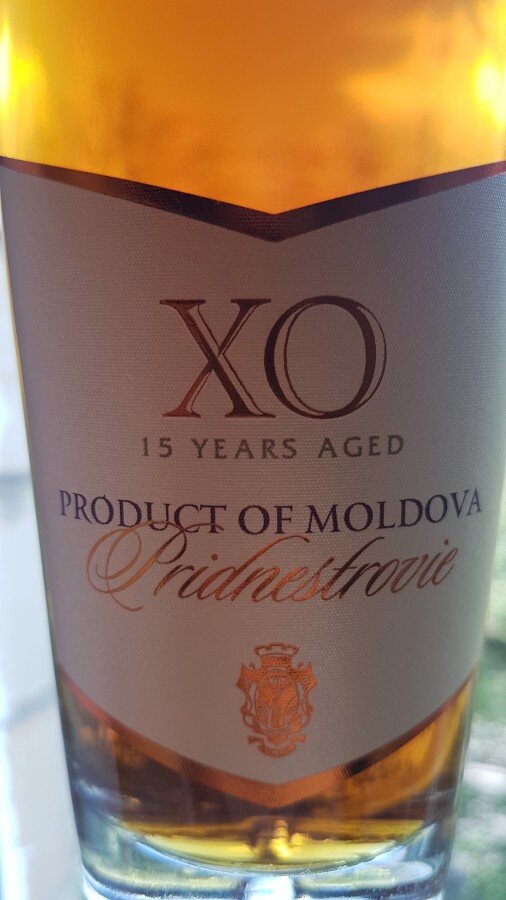 XO
15 YEARS AGED
PRODUCT OF MOLDOVA
Pridnestrovie